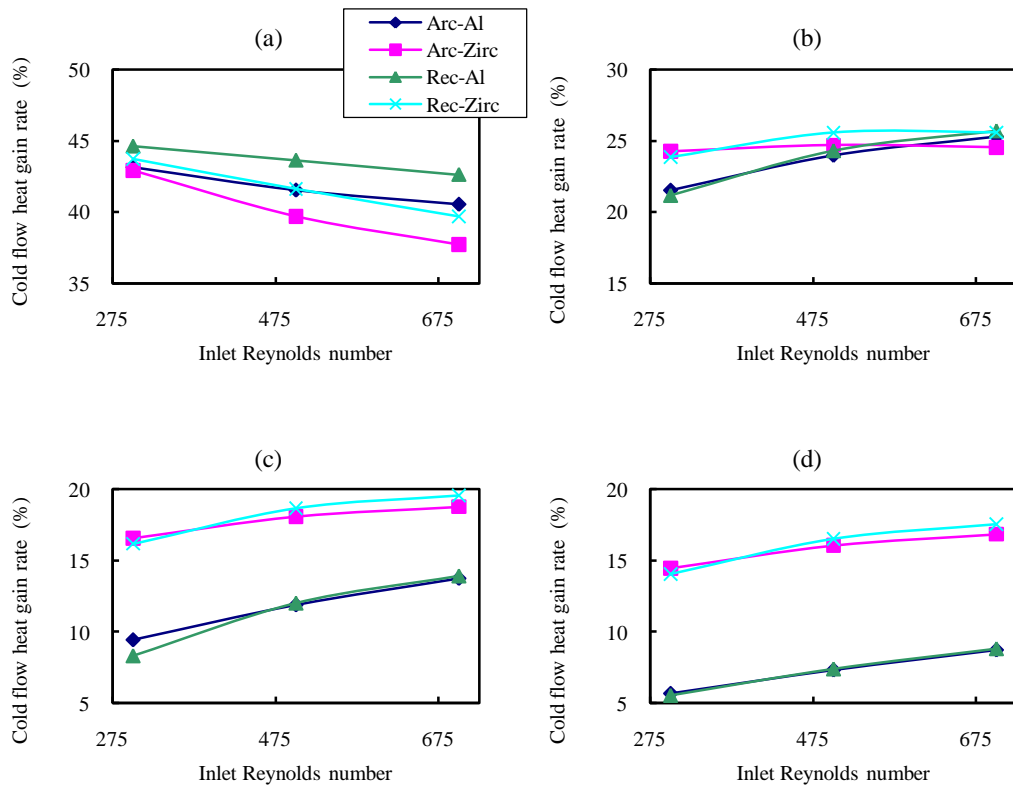 Arc-Al
Arc-Zirc
Rec-Al
Rec-Zirc
(a)
Cold flow heat gain rate (%)
50
45
40
35
275
475
675
Inlet Reynolds number
(b)
Cold flow heat gain rate (%)
30
25
20
15
275
475
675
Inlet Reynolds number
(c)
Cold flow heat gain rate (%)
20
15
10
5
275
475
675
Inlet Reynolds number
(d)
Cold flow heat gain rate (%)
20
15
10
5
275
475
675
Inlet Reynolds number